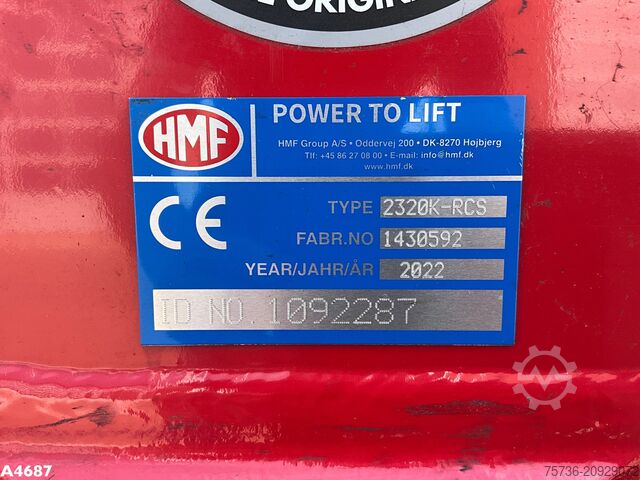 ORIGIN
HMF
POWER TO LIFT
HMF Group A/S • Oddervej 200 • DK-8270 Højbjerg
Tlf: +45 86 27 08 00 • E-mail: info@hmf.dk
www.hmf.dk
CE
TYPE 2320K-RCS
FABR.NO 1430592
YEAR/JAHR/ÅR 2022
ID NO. 1092287
A4687